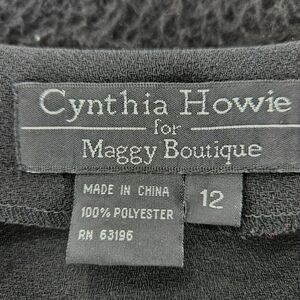 Cynthia Howie
for
Maggy Boutique
MADE IN CHINA
100% POLYESTER
RN 63196
12